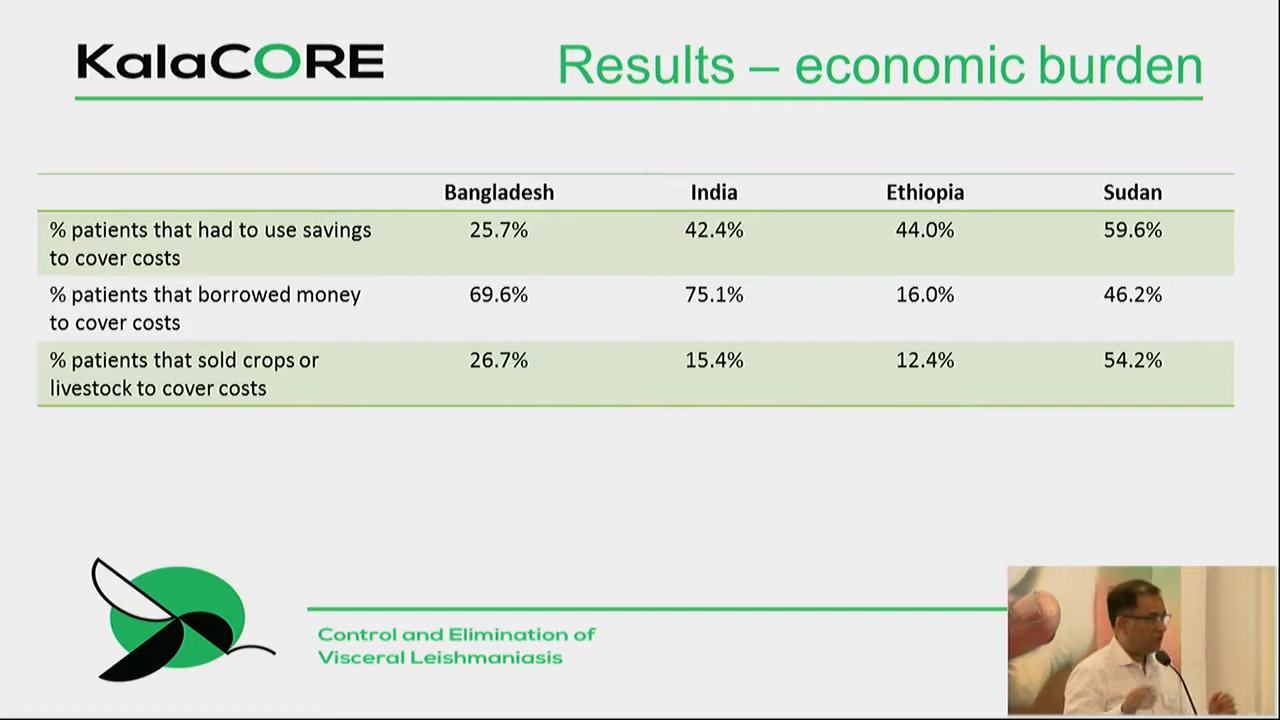 KalaCORE
Results – economic burden
Bangladesh India Ethiopia Sudan
% patients that had to use savings 25.7% 42.4% 44.0% 59.6%
to cover costs
% patients that borrowed money 69.6% 75.1% 16.0% 46.2%
to cover costs
% patients that sold crops or 26.7% 15.4% 12.4% 54.2%
livestock to cover costs
Control and Elimination of
Visceral Leishmaniasis